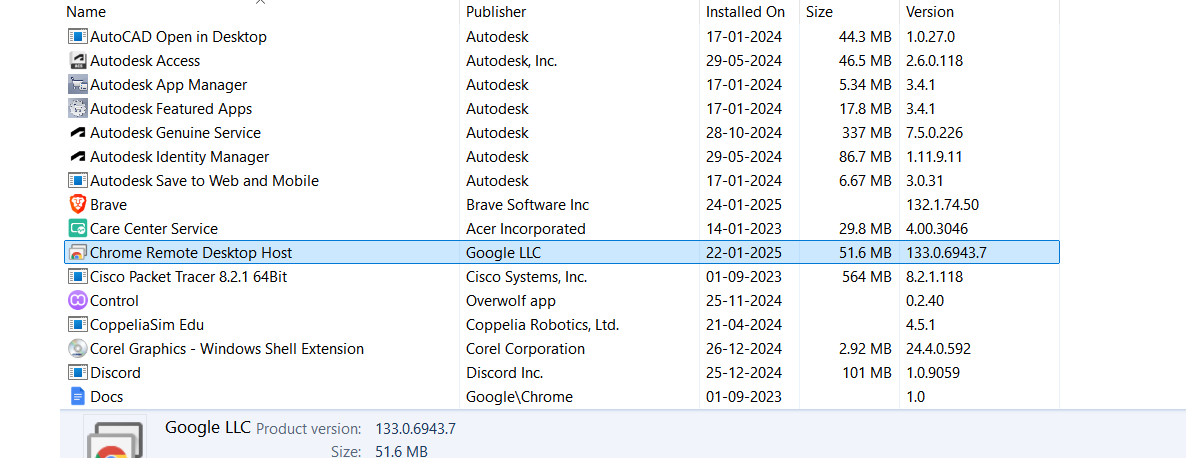 Name Publisher Installed On Size Version
AutoCAD Open in Desktop Autodesk 17-01-2024 44.3 MB 1.0.27.0
Autodesk Access Autodesk, Inc. 29-05-2024 46.5 MB 2.6.0.118
Autodesk App Manager Autodesk 17-01-2024 5.34 MB 3.4.1
Autodesk Featured Apps Autodesk 17-01-2024 17.8 MB 3.4.1
Autodesk Genuine Service Autodesk 28-10-2024 337 MB 7.5.0.226
Autodesk Identity Manager Autodesk 29-05-2024 86.7 MB 1.11.9.11
Autodesk Save to Web and Mobile Autodesk 17-01-2024 6.67 MB 3.0.31
Brave Brave Software Inc 24-01-2025 132.1.74.50
Care Center Service Acer Incorporated 14-01-2023 29.8 MB 4.00.3046
Chrome Remote Desktop Host Google LLC 22-01-2025 51.6 MB 133.0.6943.7
Cisco Packet Tracer 8.2.1 64Bit Cisco Systems, Inc. 01-09-2023 564 MB 8.2.1.118
Control Overwolf app 25-11-2024 0.2.40
CoppeliaSim Edu Coppelia Robotics, Ltd. 21-04-2024 4.5.1
Corel Graphics - Windows Shell Extension Corel Corporation 26-12-2024 2.92 MB 24.4.0.592
Discord Discord Inc. 25-12-2024 101 MB 1.0.9059
Docs Google\Chrome 01-09-2023 1.0
Google LLC Product version: 133.0.6943.7
Size: 51.6 MB